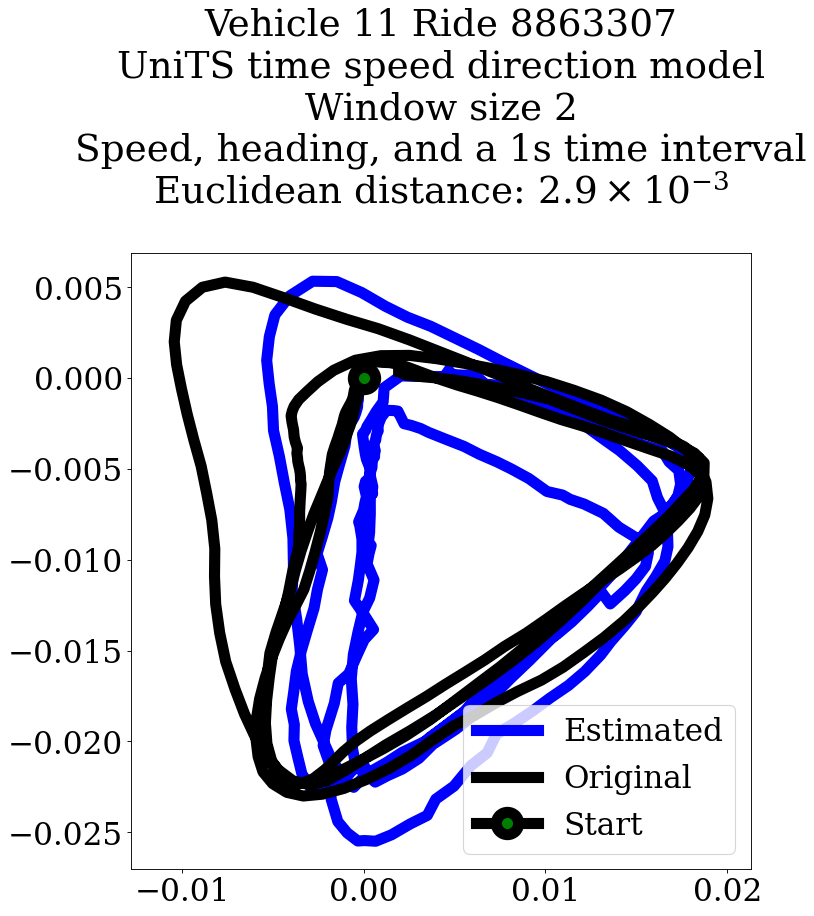 Vehicle 11 Ride 8863307
UniTS time speed direction model
Window size 2
Speed, heading, and a 1s time interval
Euclidean distance: 2.9 × 10⁻³
0.005
0.000
−0.005
−0.010
−0.015
−0.020
−0.025
Estimated
Original
Start
−0.01 0.00 0.01 0.02